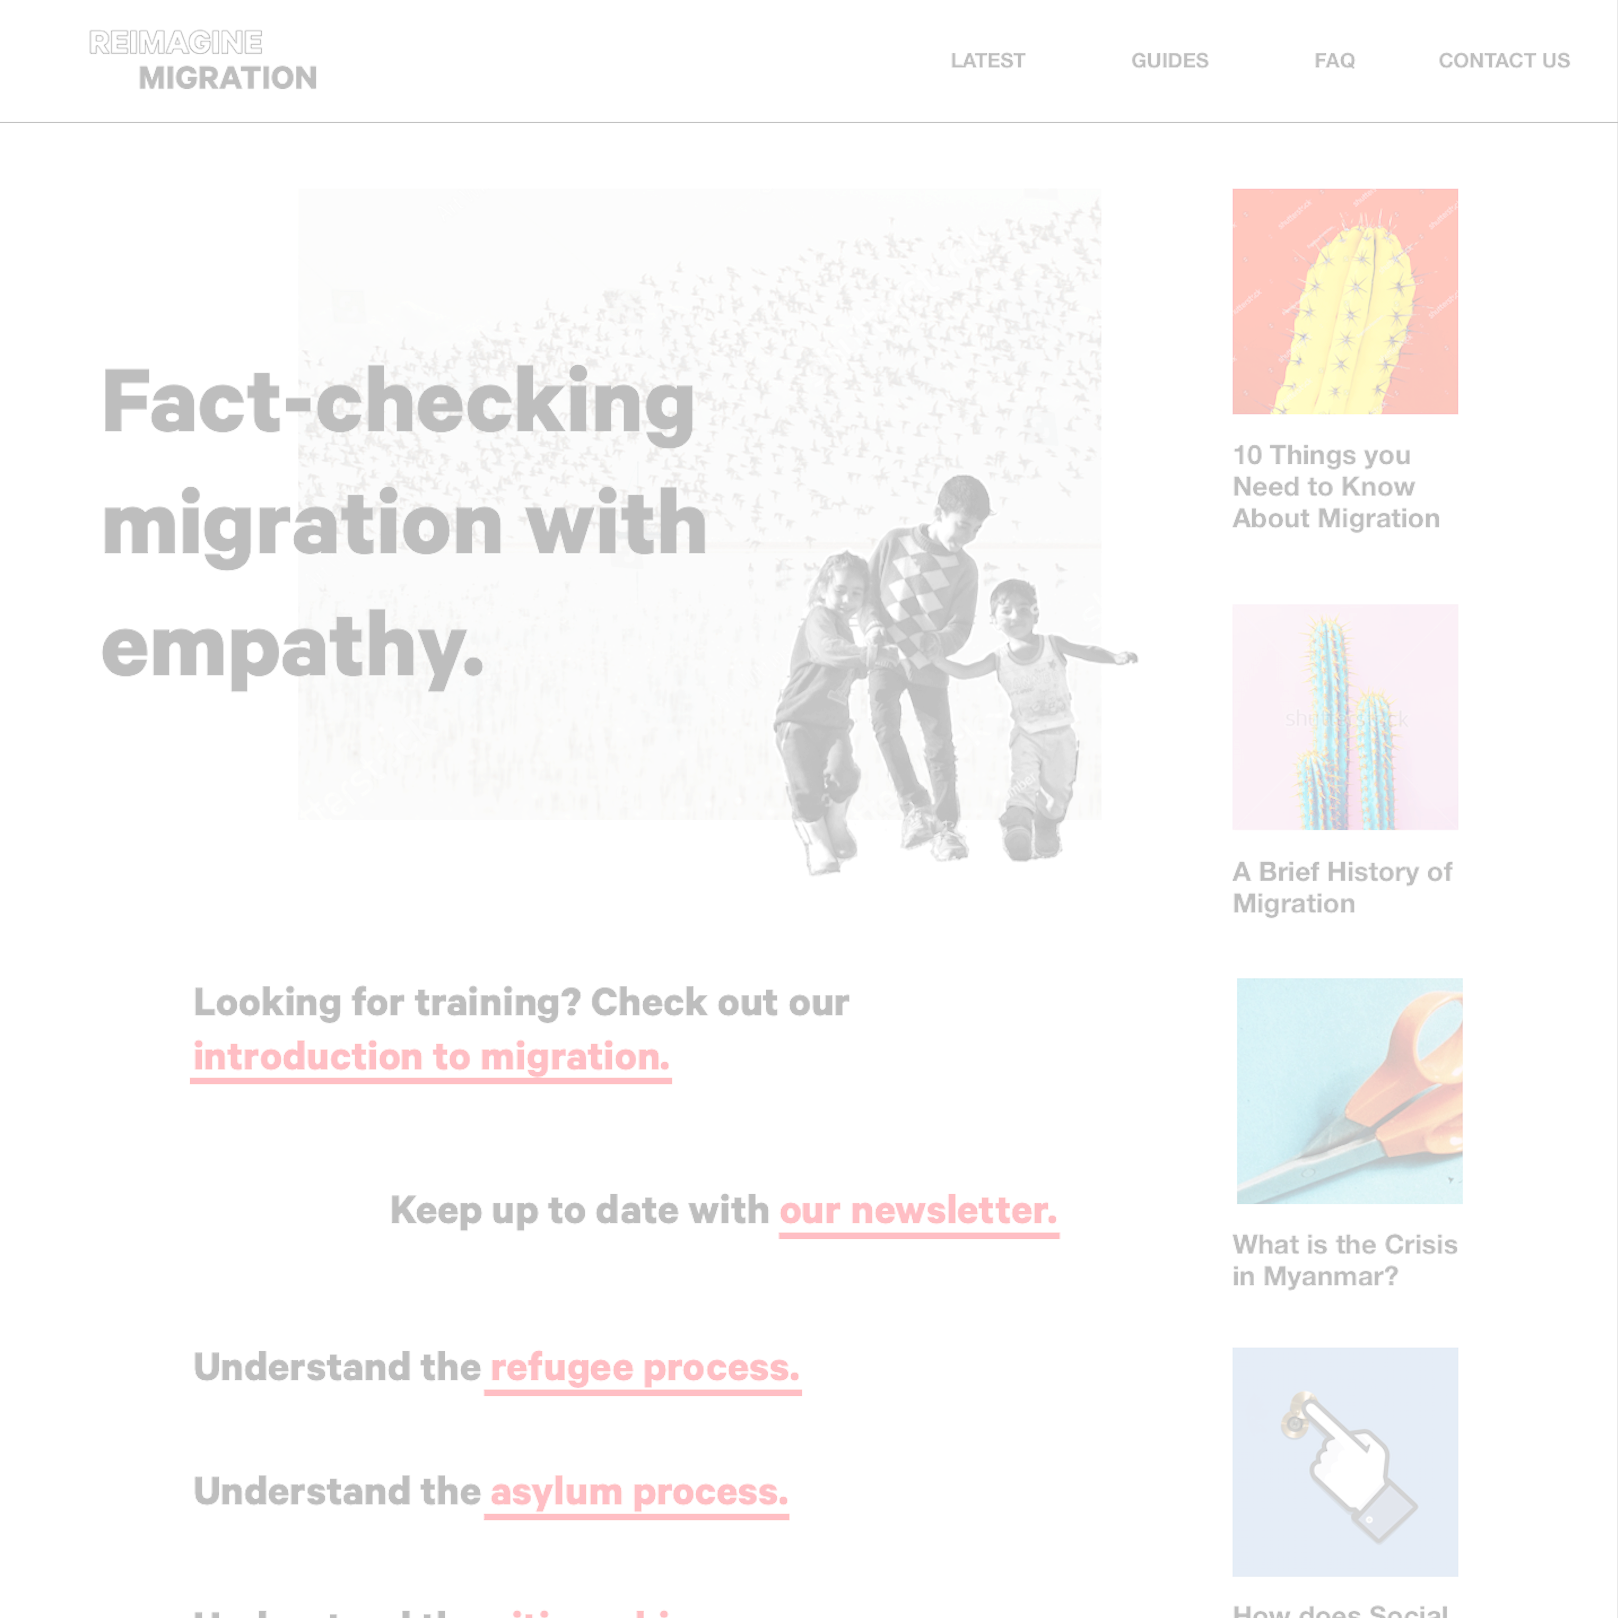 REIMAGINE
MIGRATION
LATEST
GUIDES
FAQ
CONTACT US
Fact-checking
migration with
empathy.
10 Things you
Need to Know
About Migration
shutterstock
A Brief History of
Migration
What is the Crisis
in Myanmar?
Looking for training? Check out our
introduction to migration.
Keep up to date with our newsletter.
Understand the refugee process.
Understand the asylum process.
How does Social